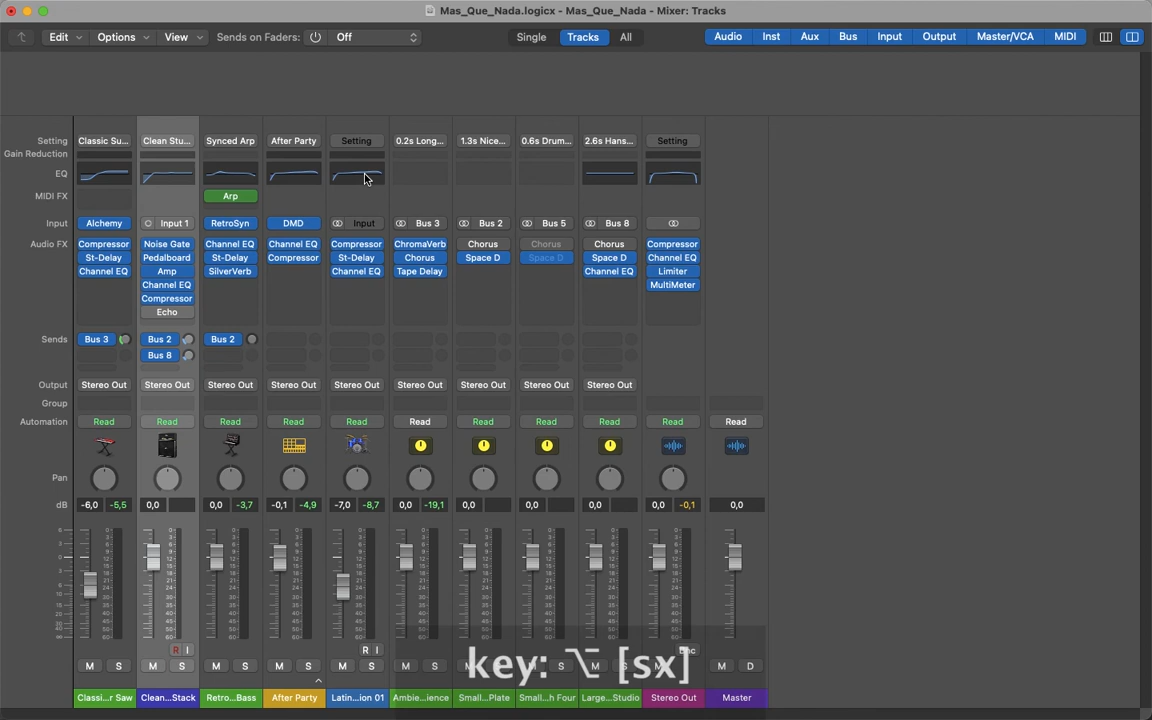 Mas_Que_Nada.logicx - Mas_Que_Nada - Mixer: Tracks
Edit Options View Sends on Faders: Off Single Tracks All Audio Inst Aux Bus Input Output Master/VCA MIDI
Setting Classic Su... Clean Stu... Synced Arp After Party Setting 0.2s Long... 1.3s Nice... 0.6s Drum... 2.6s Hans... Setting
Gain Reduction
EQ
MIDI FX Arp
Input Alchemy Input 1 RetroSyn DMD Input Bus 3 Bus 2 Bus 5 Bus 8
Audio FX Compressor Noise Gate Channel EQ Channel EQ Compressor ChromaVerb Chorus Chorus Chorus Compressor
St-Delay Pedalboard St-Delay Compressor St-Delay Chorus Space D Space D Space D Channel EQ
Channel EQ Amp SilverVerb Channel EQ Tape Delay Channel EQ Limiter
Channel EQ MultiMeter
Compressor
Echo
Sends Bus 3 Bus 2 Bus 2
Bus 8
Output Stereo Out Stereo Out Stereo Out Stereo Out Stereo Out Stereo Out Stereo Out Stereo Out Stereo Out
Group
Automation Read Read Read Read Read Read Read Read Read Read Read
Pan
dB -6,0 -5,5 0,0 0,0 -3,7 -0,1 -4,9 -7,0 -8,7 0,0 -19,1 0,0 0,0 0,0 0,0 -0,1 0,0
R I R I
key: ⌥ [sx]
M S M S M S M S M S M S M D
Classi...r Saw Clean...Stack Retro...Bass After Party Latin...ion 01 Ambie...ience Small...Plate Small...h Four Large...Studio Stereo Out Master